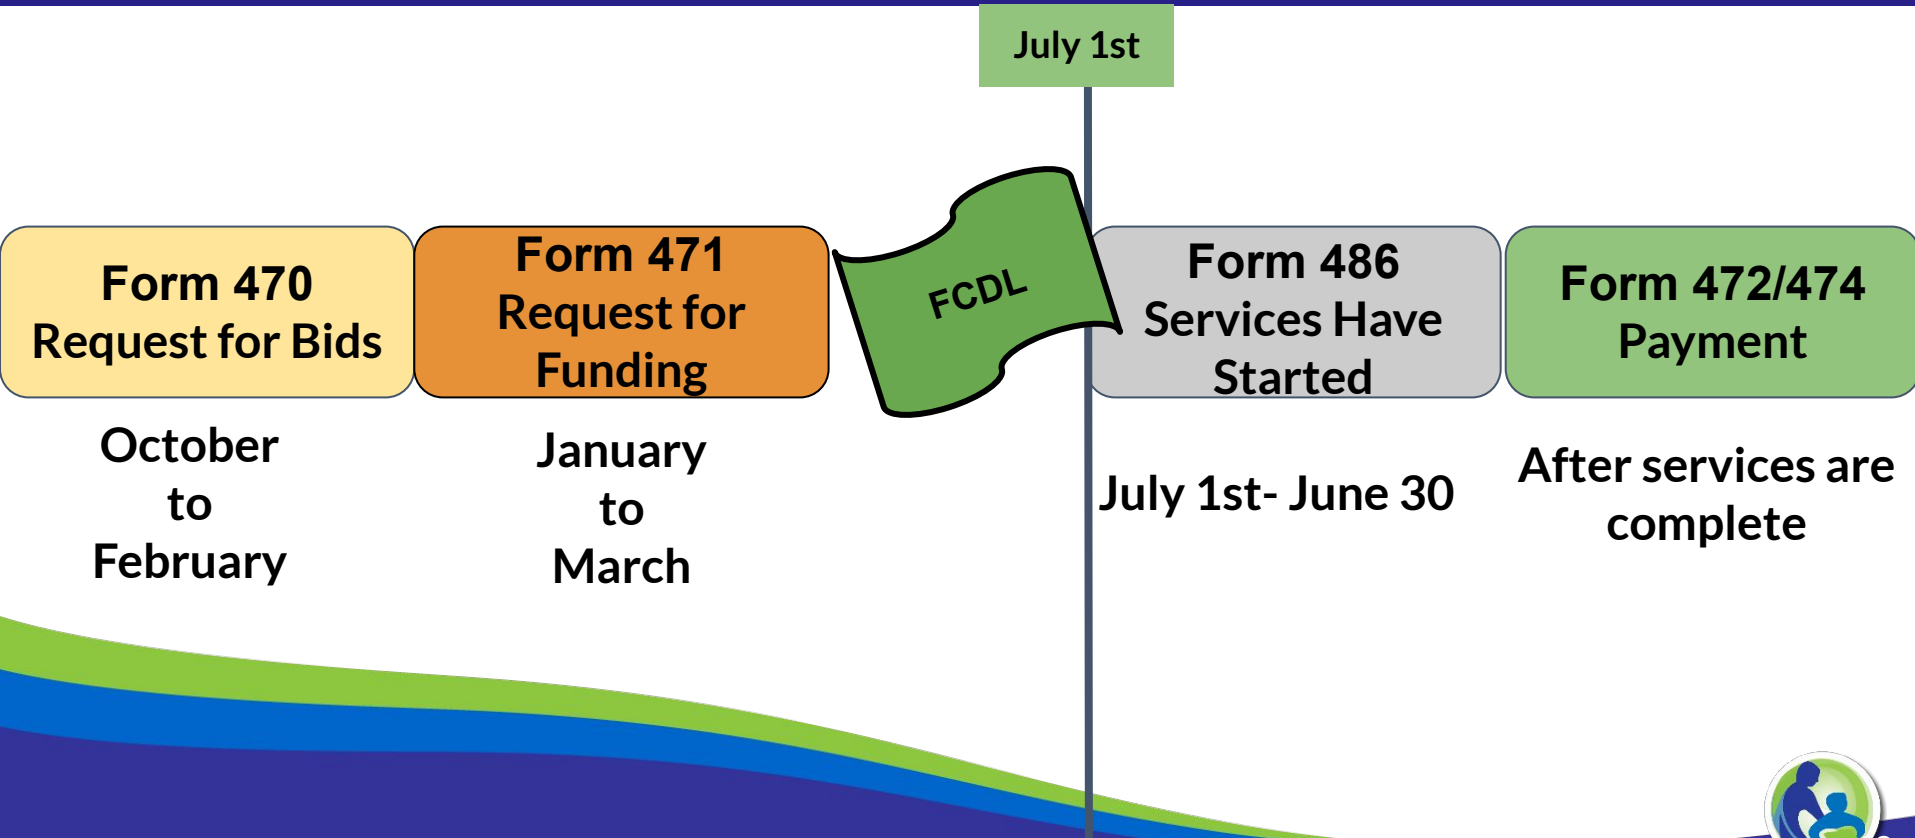 July 1st
Form 470
Request for Bids
October
to
February
Form 471
Request for
Funding
January
to
March
FCDL
Form 486
Services Have
Started
July 1st- June 30
Form 472/474
Payment
After services are
complete